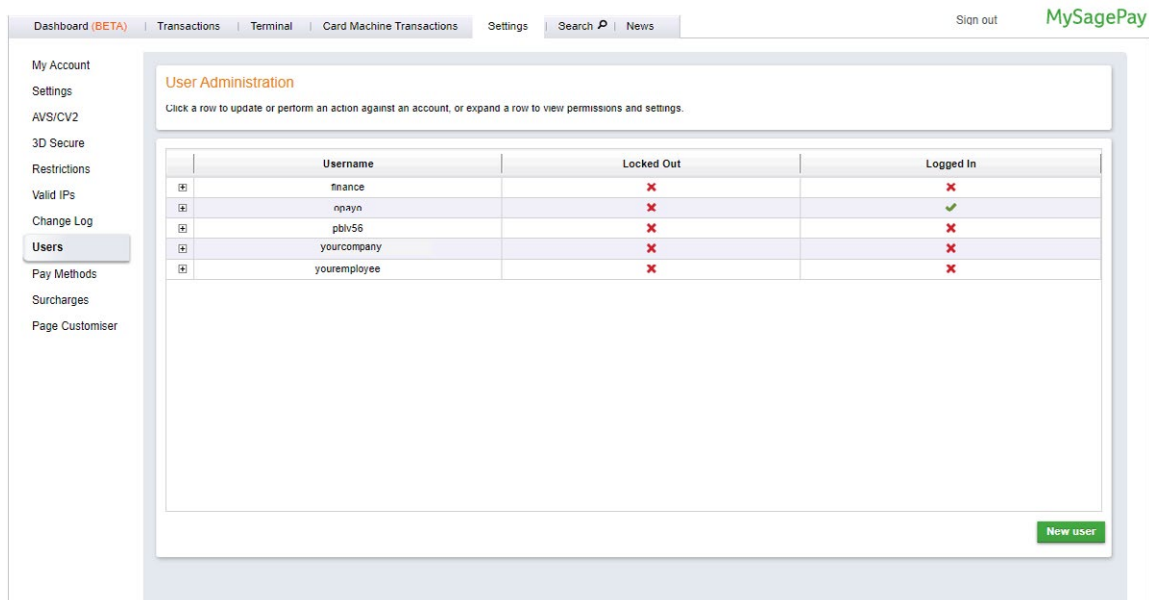 Dashboard (BETA) | Transactions | Terminal | Card Machine Transactions Settings | Search | News Sign out MySagePay
My Account
Settings
AVS/CV2
3D Secure
Restrictions
Valid IPs
Change Log
Users
Pay Methods
Surcharges
Page Customiser
User Administration
Click a row to update or perform an action against an account, or expand a row to view permissions and settings.
Username Locked Out Logged In
finance
opayo
pblv56
yourcompany
youremployee
New user